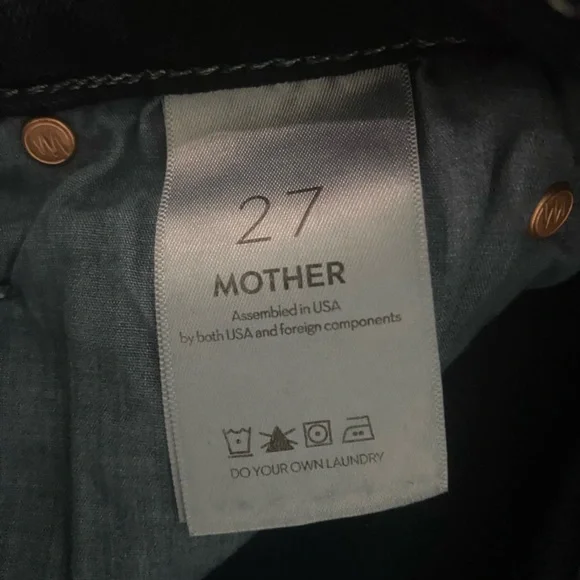 27
MOTHER
Assembled in USA
by both USA and foreign components
DO YOUR OWN LAUNDRY